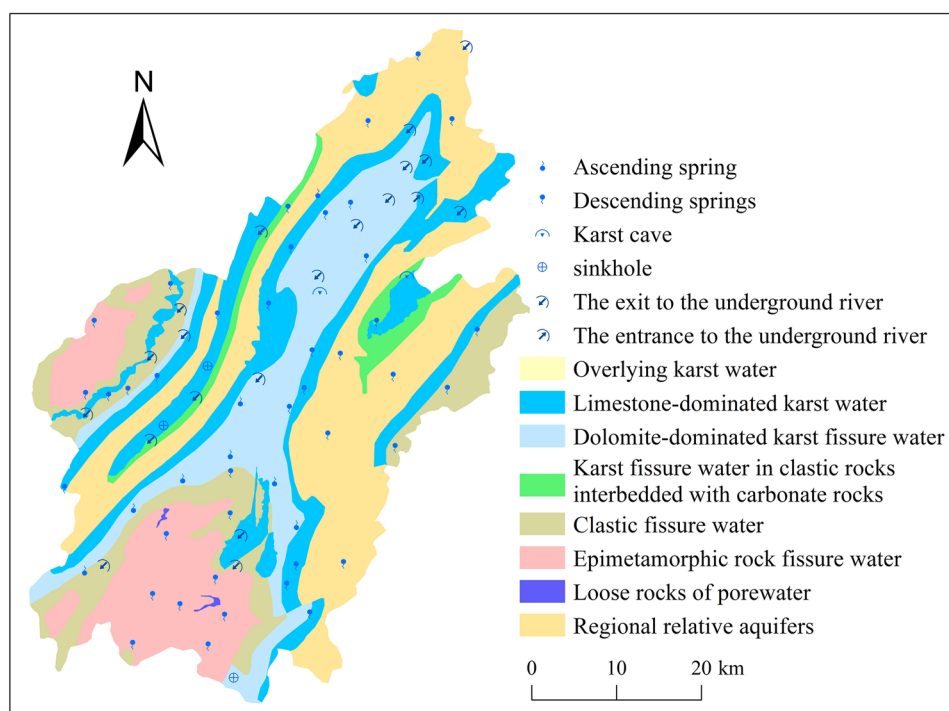 N
Ascending spring
Descending springs
Karst cave
sinkhole
The exit to the underground river
The entrance to the underground river
Overlying karst water
Limestone-dominated karst water
Dolomite-dominated karst fissure water
Karst fissure water in clastic rocks
interbedded with carbonate rocks
Clastic fissure water
Epimetamorphic rock fissure water
Loose rocks of porewater
Regional relative aquifers
0 10 20 km